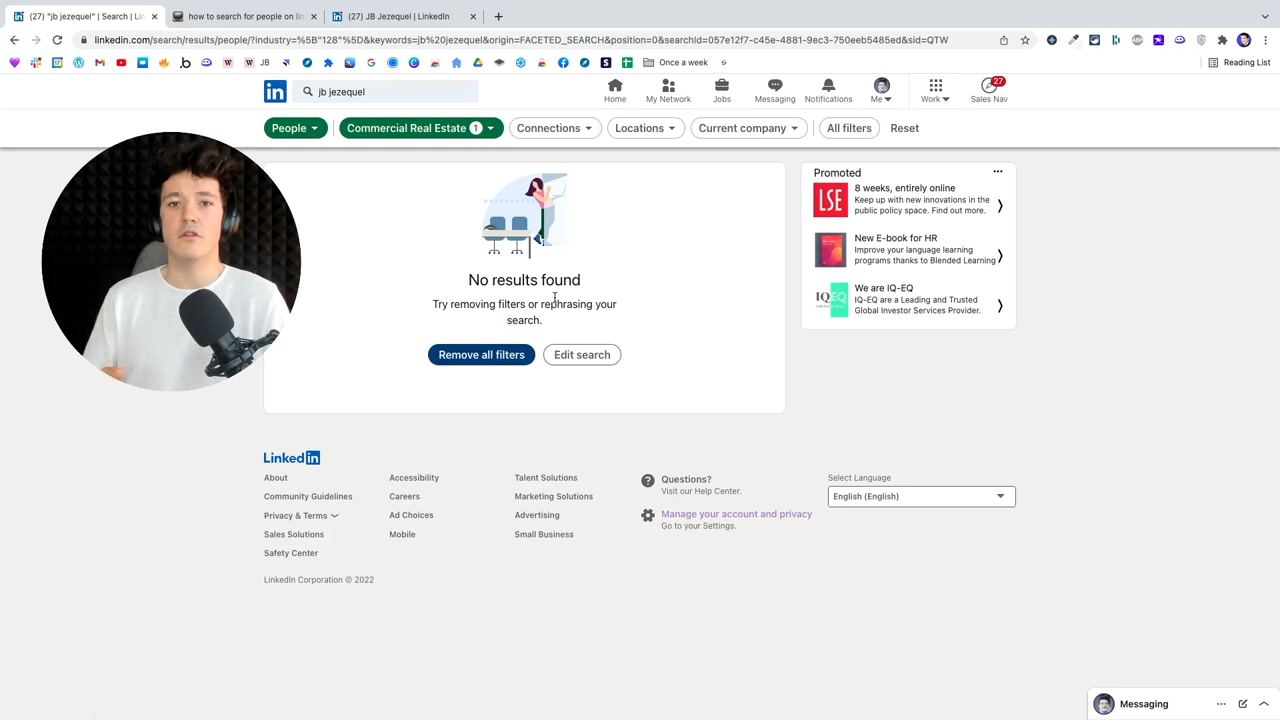 (27) "jb jezequel" | Search | Lin
how to search for people on lin
(27) JB Jezequel | LinkedIn
linkedin.com/search/results/people/?industry=%5B"128"%5D&keywords=jb%20jezequel&origin=FACETED_SEARCH&position=0&searchId=057e12f7-c45e-4881-9ec3-750eeb5485ed&sid=QTW
JB
Once a week
Reading List
jb jezequel
Home
My Network
Jobs
Messaging
Notifications
Me
Work
27
Sales Nav
People
Commercial Real Estate 1
Connections
Locations
Current company
All filters
Reset
No results found
Try removing filters or rephrasing your
search.
Remove all filters
Edit search
Promoted
LSE
8 weeks, entirely online
Keep up with new innovations in the
public policy space. Find out more.
New E-book for HR
Improve your language learning
programs thanks to Blended Learning
IQEQ
We are IQ-EQ
IQ-EQ are a Leading and Trusted
Global Investor Services Provider.
LinkedIn
About
Accessibility
Talent Solutions
Community Guidelines
Careers
Marketing Solutions
Privacy & Terms
Ad Choices
Advertising
Sales Solutions
Mobile
Small Business
Safety Center
Questions?
Visit our Help Center.
Manage your account and privacy
Go to your Settings.
Select Language
English (English)
LinkedIn Corporation © 2022
Messaging